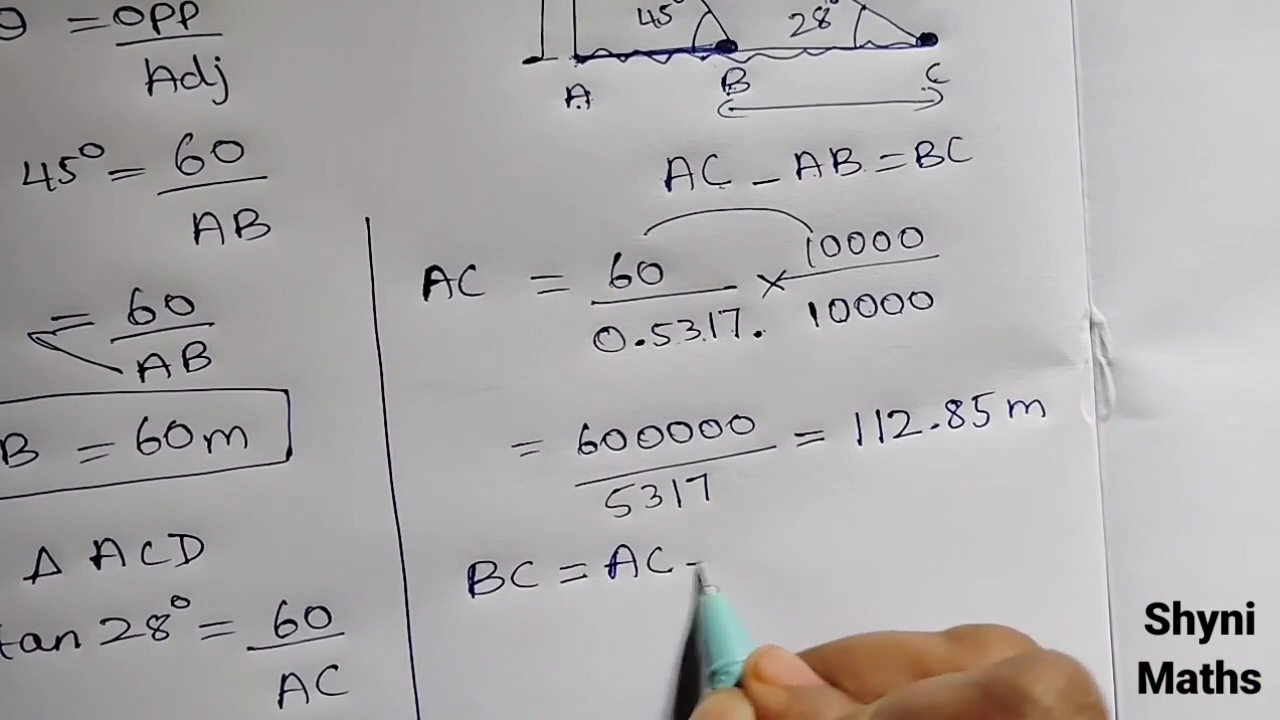 θ = OPP
Adj
45° = 60
AB
= 60
AB
B = 60m
Δ ACD
tan 28° = 60
AC
45° 28°
A B C
AC - AB = BC
AC = 60 × 10000
0.5317. 10000
= 600000 = 112.85m
5317
BC = AC -
Shyni
Maths